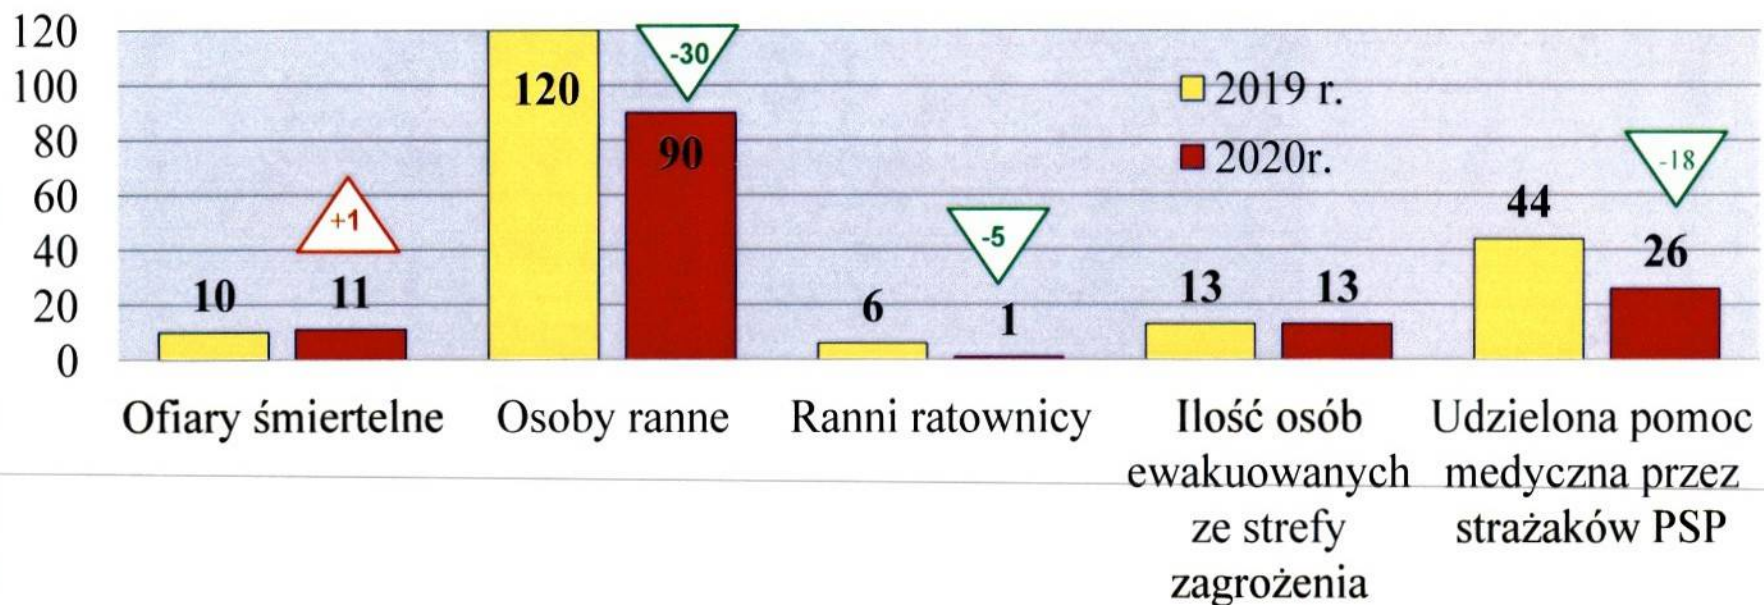 120
100
80
60
40
20
0
10
+1
11
120
-30
90
6
-5
1
13
13
44
-18
26
2019 r.
2020r.
Ofiary śmiertelne
Osoby ranne
Ranni ratownicy
Ilość osób
ewakuowanych
ze strefy
zagrożenia
Udzielona pomoc
medyczna przez
strażaków PSP